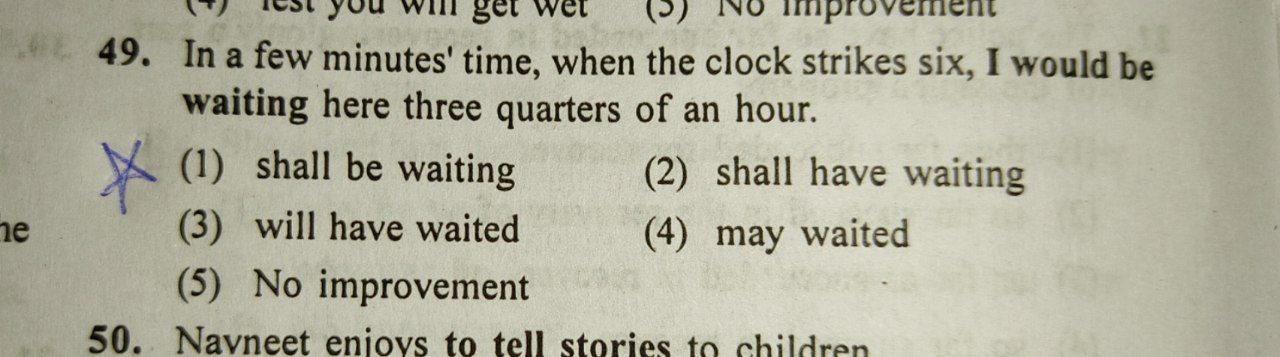 (4) lest you will get wet (5) No improvement
49. In a few minutes' time, when the clock strikes six, I would be
waiting here three quarters of an hour.
(1) shall be waiting (2) shall have waiting
(3) will have waited (4) may waited
(5) No improvement
50. Navneet enjoys to tell stories to children